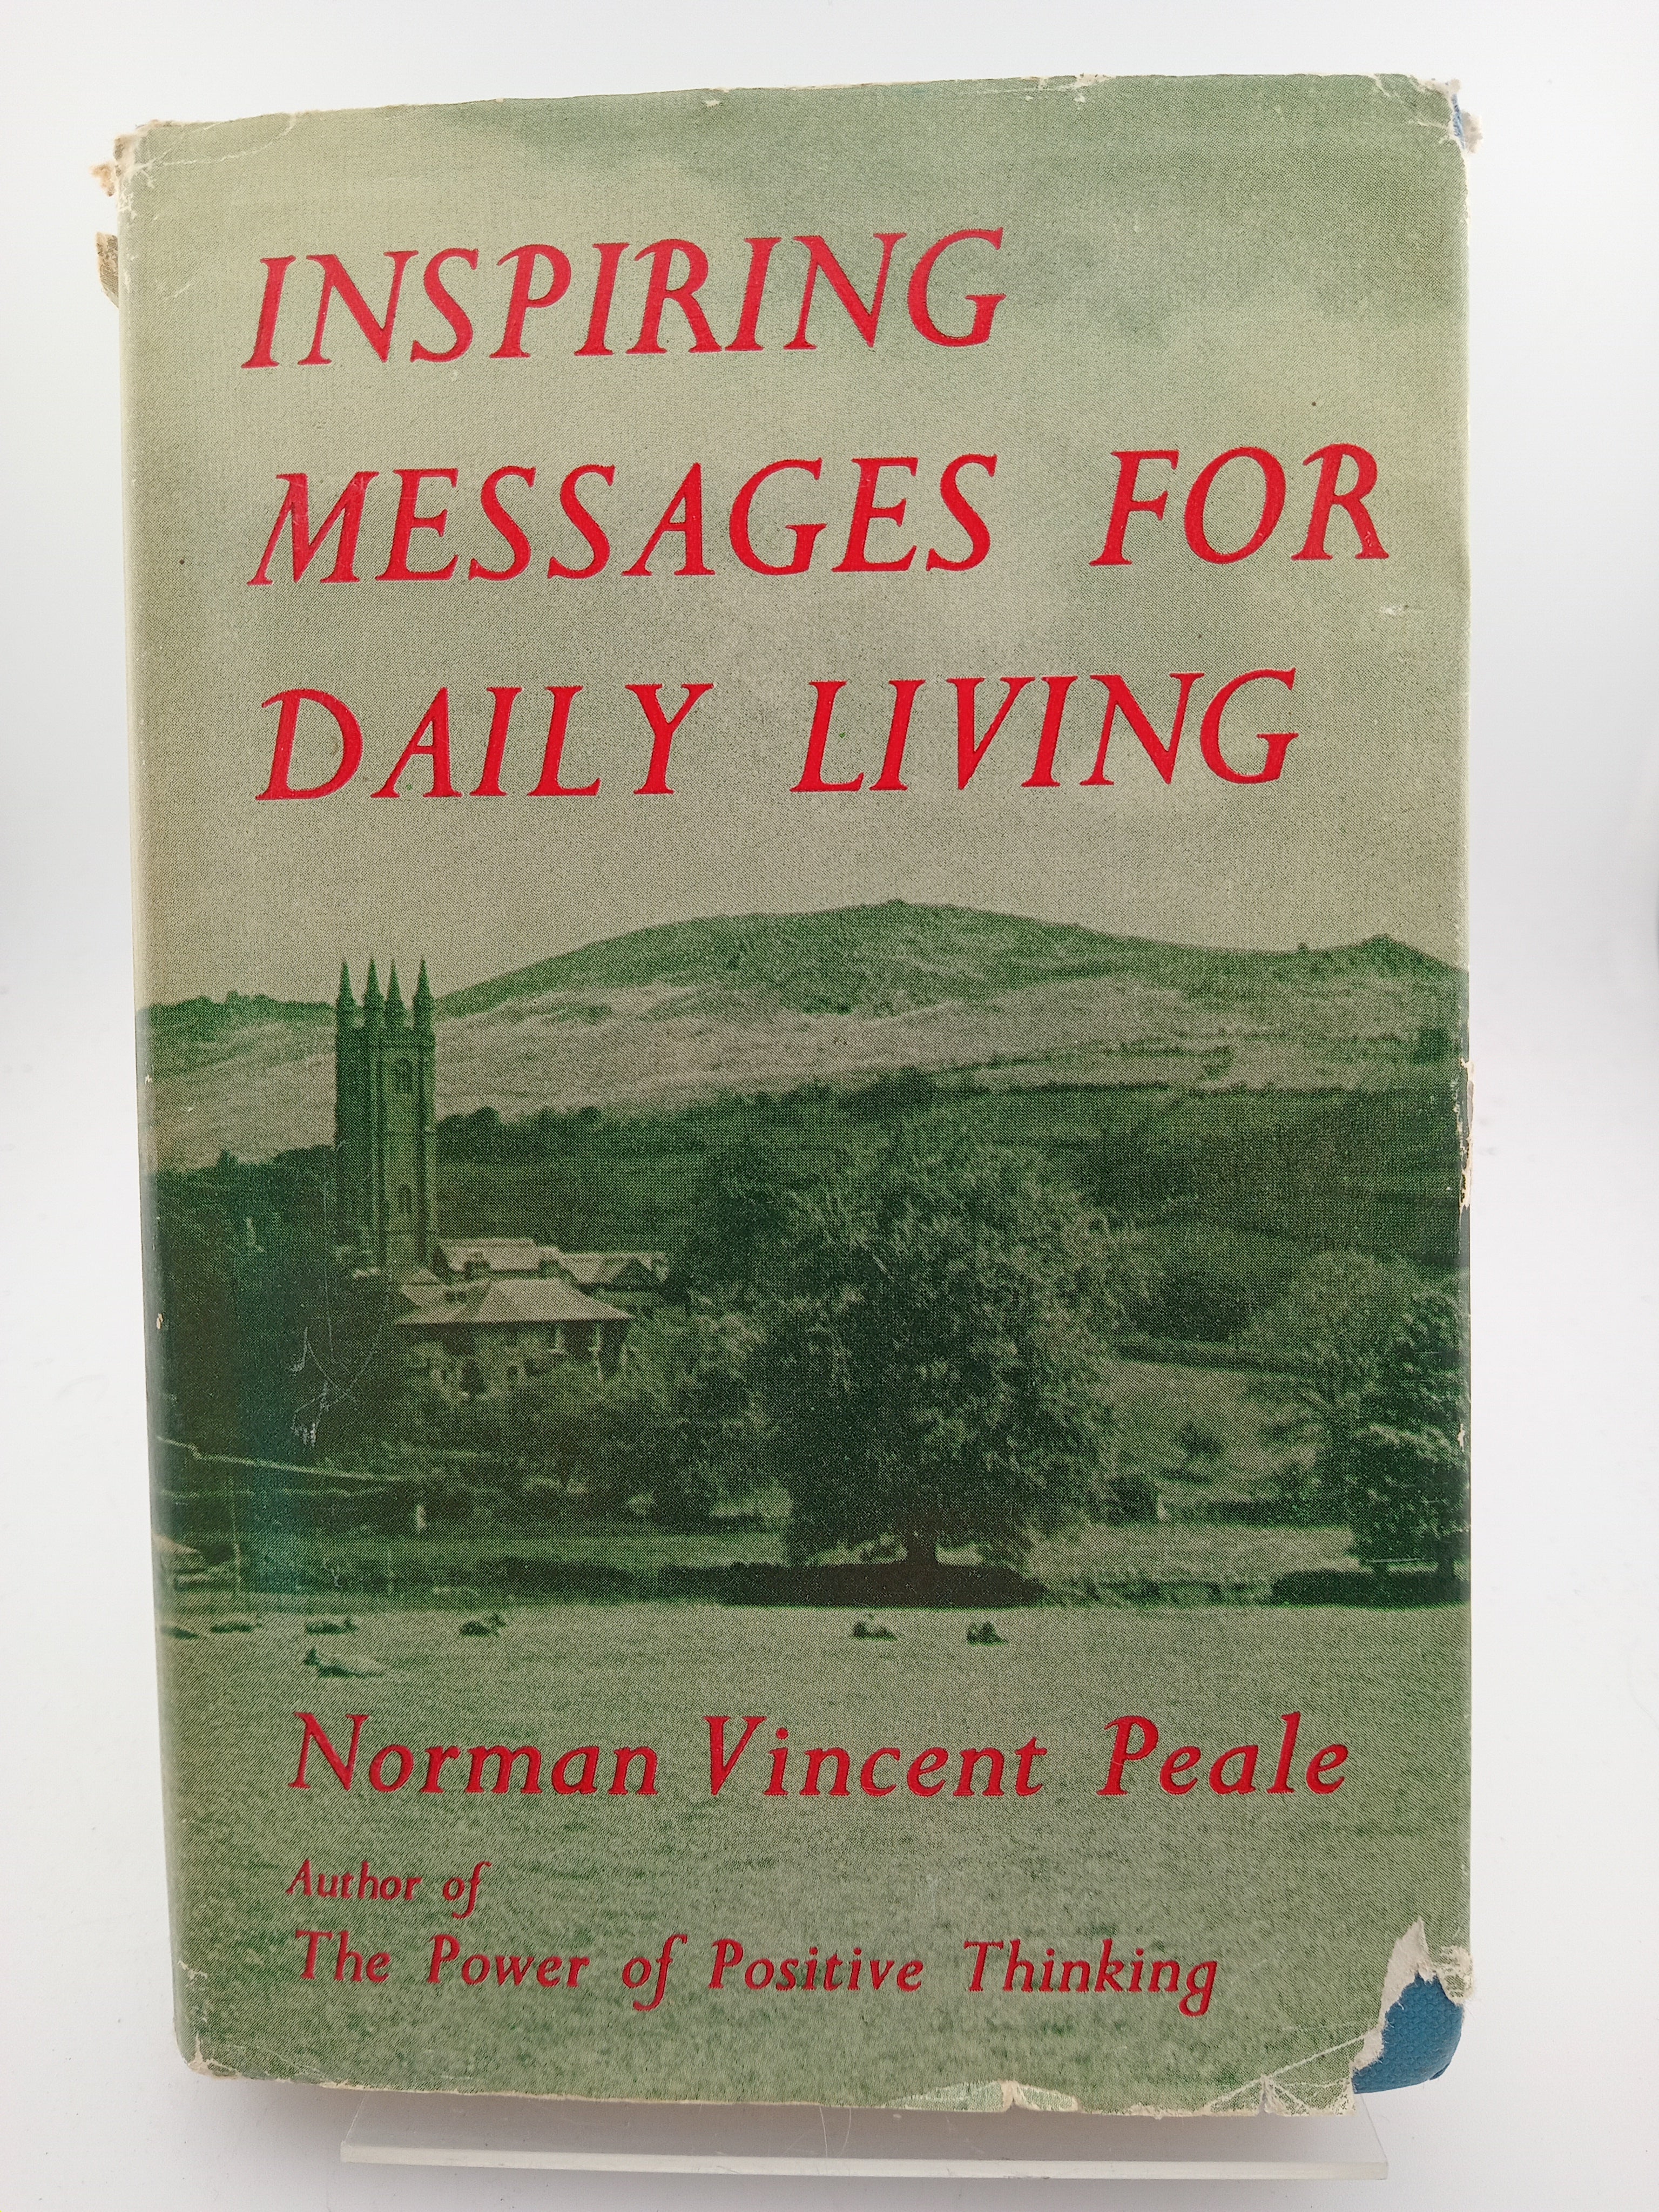 INSPIRING
MESSAGES FOR
DAILY LIVING
Norman Vincent Peale
Author of
The Power of Positive Thinking